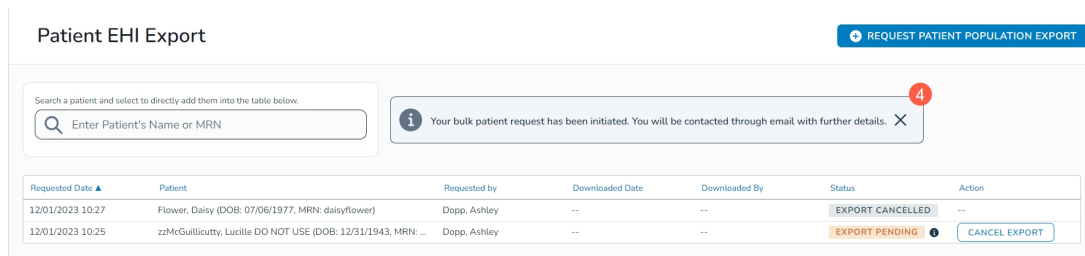 Patient EHI Export
REQUEST PATIENT POPULATION EXPORT
Search a patient and select to directly add them into the table below.
Enter Patient's Name or MRN
4
Your bulk patient request has been initiated. You will be contacted through email with further details.
Requested Date ▲ Patient Requested by Downloaded Date Downloaded By Status Action
12/01/2023 10:27 Flower, Daisy (DOB: 07/06/1977, MRN: daisyflower) Dopp, Ashley -- -- EXPORT CANCELLED --
12/01/2023 10:25 zzMcGuillicutty, Lucille DO NOT USE (DOB: 12/31/1943, MRN: ... Dopp, Ashley -- -- EXPORT PENDING CANCEL EXPORT